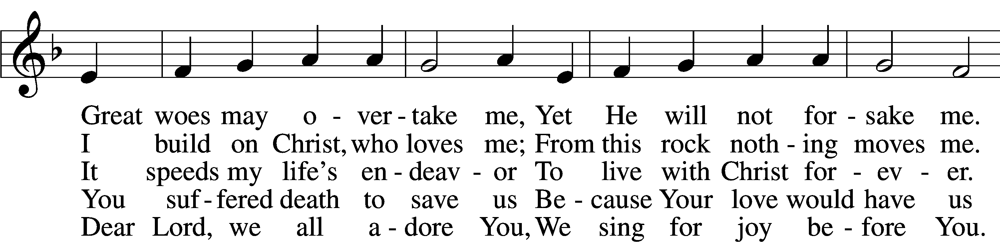 Great woes may o - ver - take me, Yet He will not for - sake me.
I build on Christ, who loves me; From this rock noth - ing moves me.
It speeds my life's en - deav - or To live with Christ for - ev - er.
You suf - fered death to save us Be - cause Your love would have us
Dear Lord, we all a - dore You, We sing for joy be - fore You.